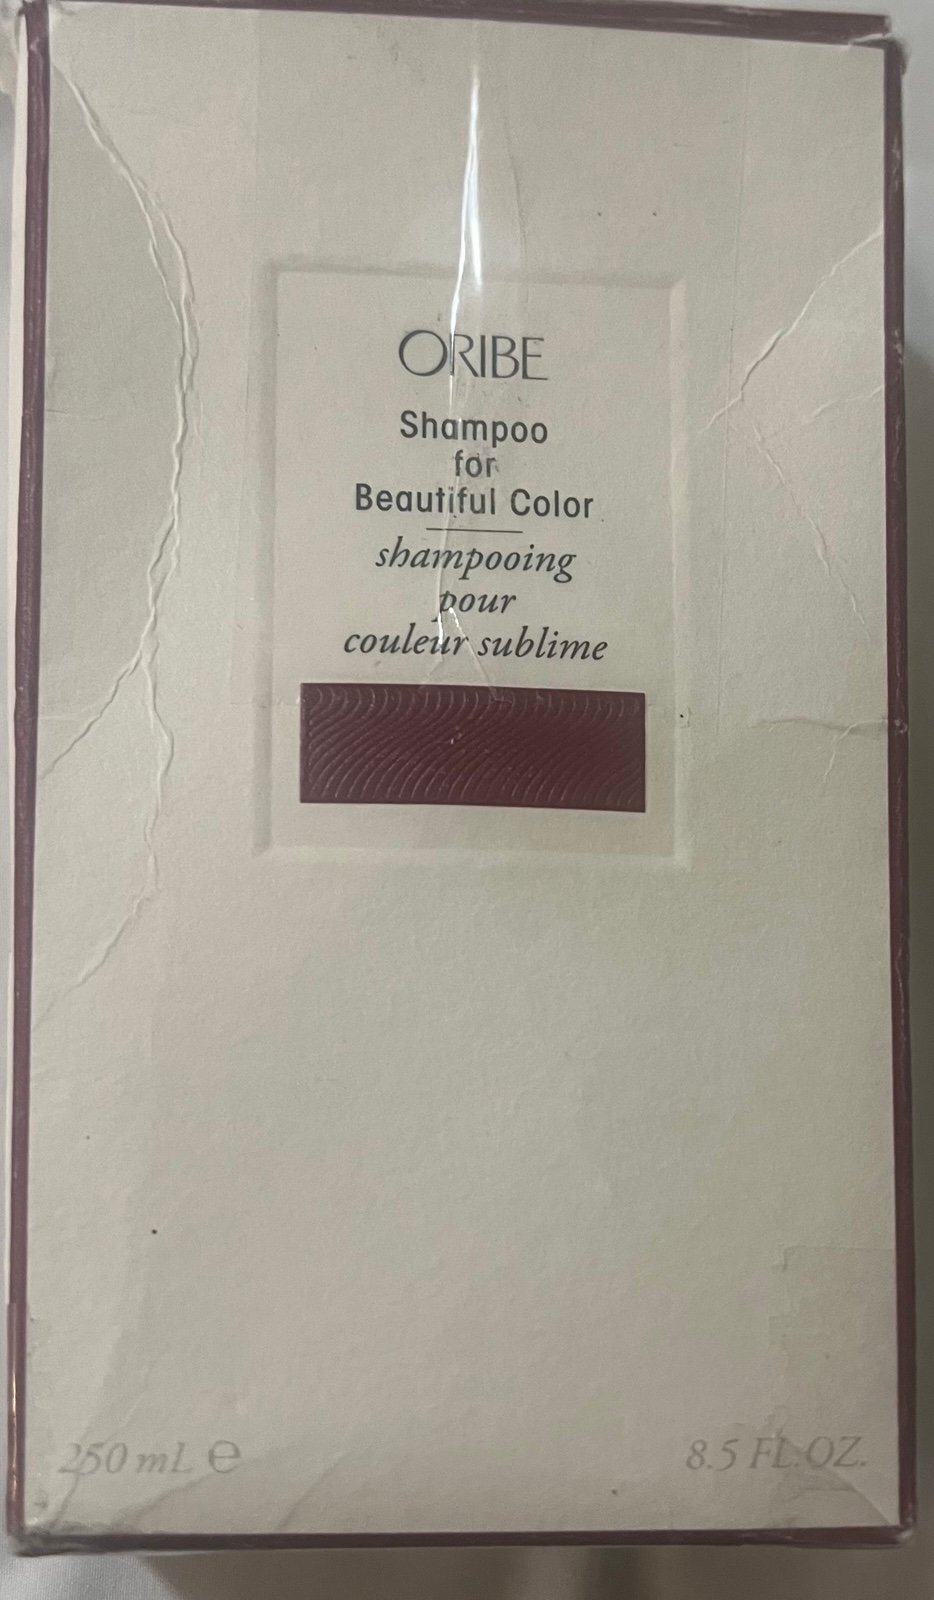 ORIBE
Shampoo
for
Beautiful Color
shampooing
pour
couleur sublime
250 mL ℮
8.5 FL.OZ.